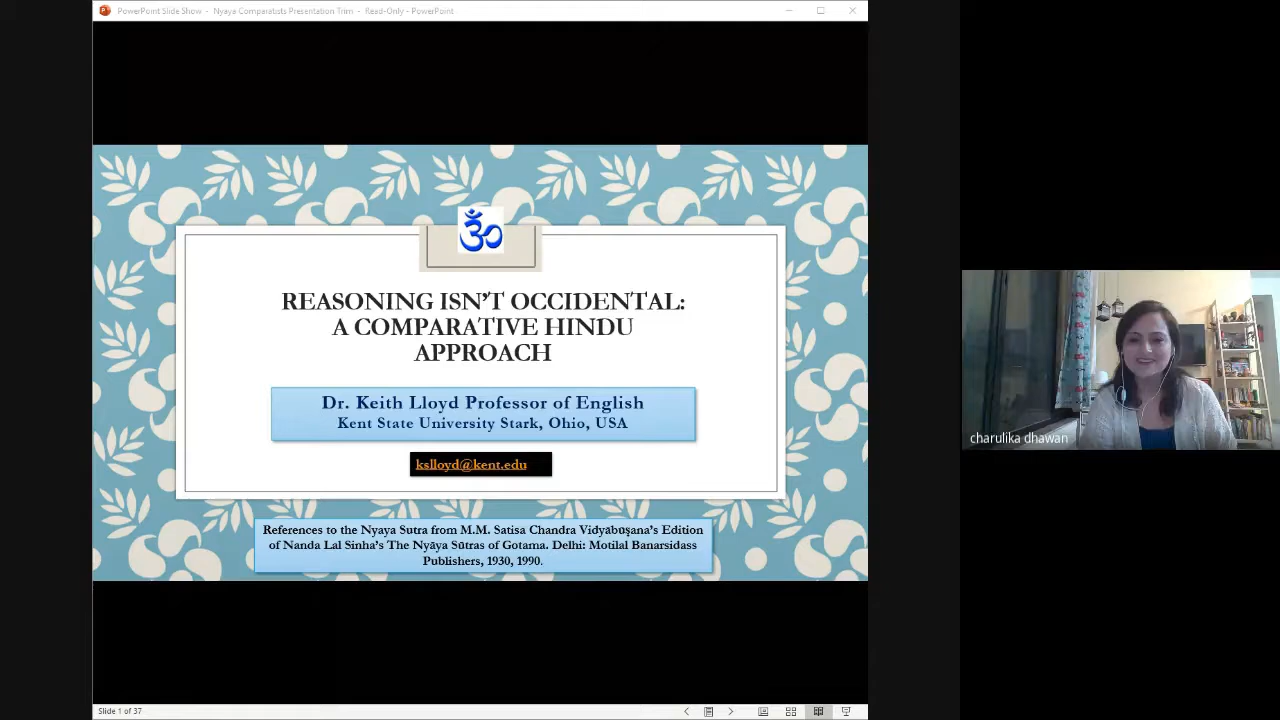 PowerPoint Slide Show - Nyaya Comparatists Presentation Trim - Read-Only - PowerPoint
ॐ
REASONING ISN'T OCCIDENTAL:
A COMPARATIVE HINDU
APPROACH
Dr. Keith Lloyd Professor of English
Kent State University Stark, Ohio, USA
kslloyd@kent.edu
charulika dhawan
References to the Nyaya Sutra from M.M. Satisa Chandra Vidyābuṣana's Edition
of Nanda Lal Sinha's The Nyāya Sūtras of Gotama. Delhi: Motilal Banarsidass
Publishers, 1930, 1990.
Slide 1 of 37